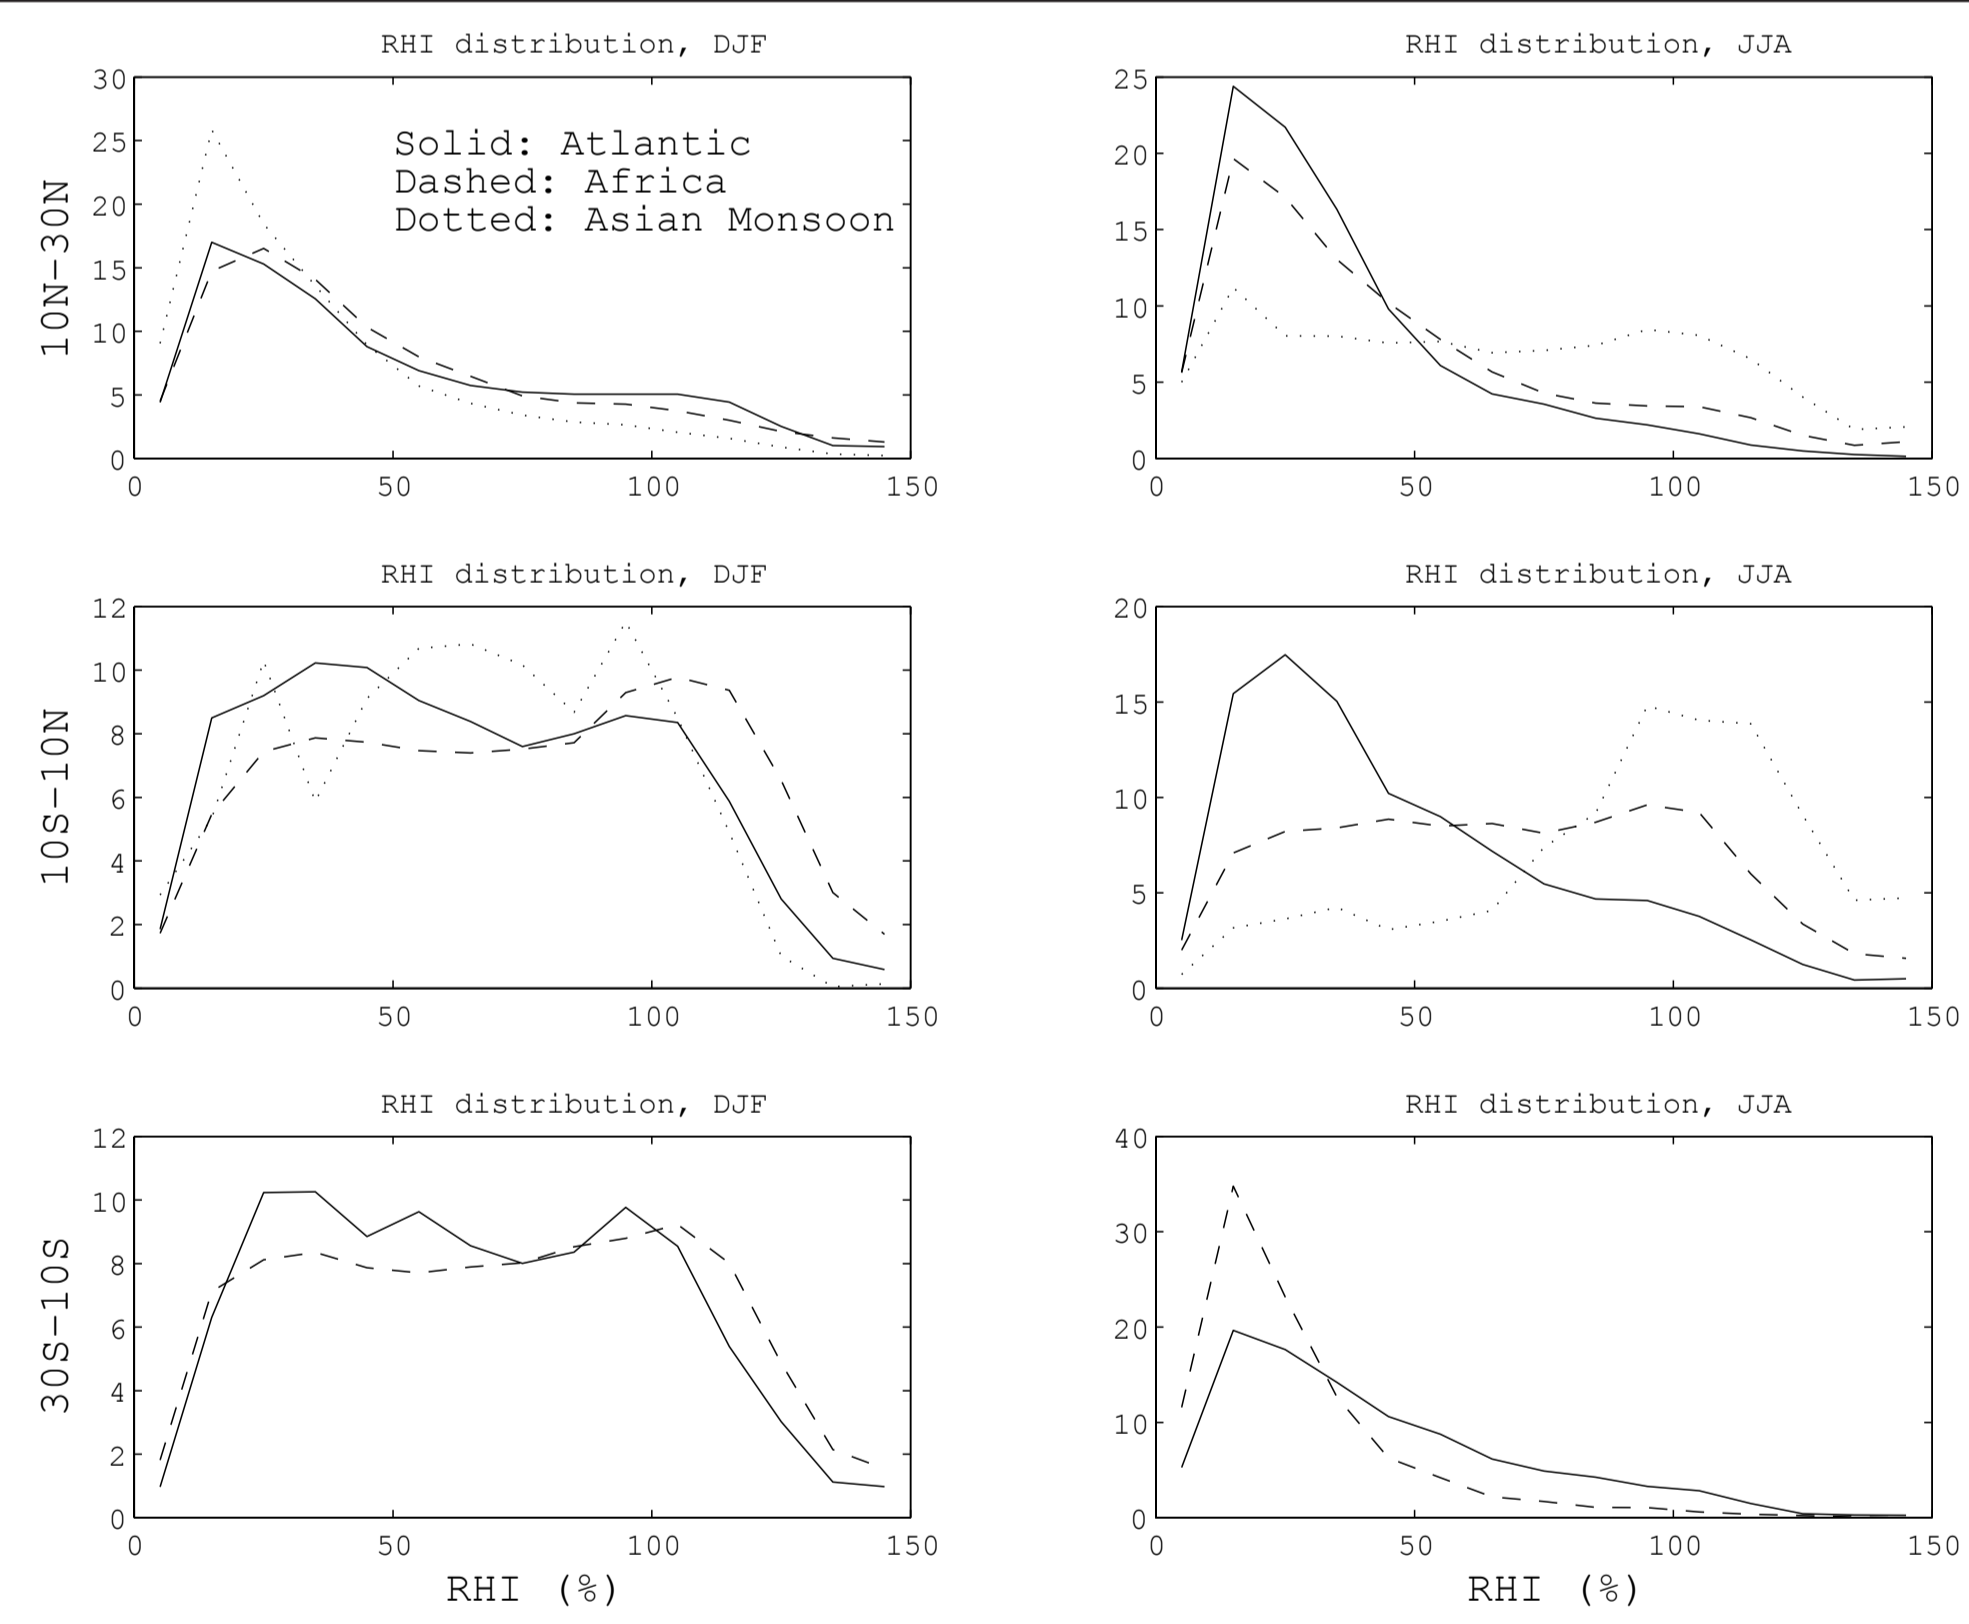 RHI distribution, DJF
30
25
20
15
10
5
0
0 50 100 150
10N-30N
Solid: Atlantic
Dashed: Africa
Dotted: Asian Monsoon
RHI distribution, JJA
25
20
15
10
5
0
0 50 100 150
RHI distribution, DJF
12
10
8
6
4
2
0
0 50 100 150
10S-10N
RHI distribution, JJA
20
15
10
5
0
0 50 100 150
RHI distribution, DJF
12
10
8
6
4
2
0
0 50 100 150
30S-10S
RHI (%)
RHI distribution, JJA
40
30
20
10
0
0 50 100 150
RHI (%)